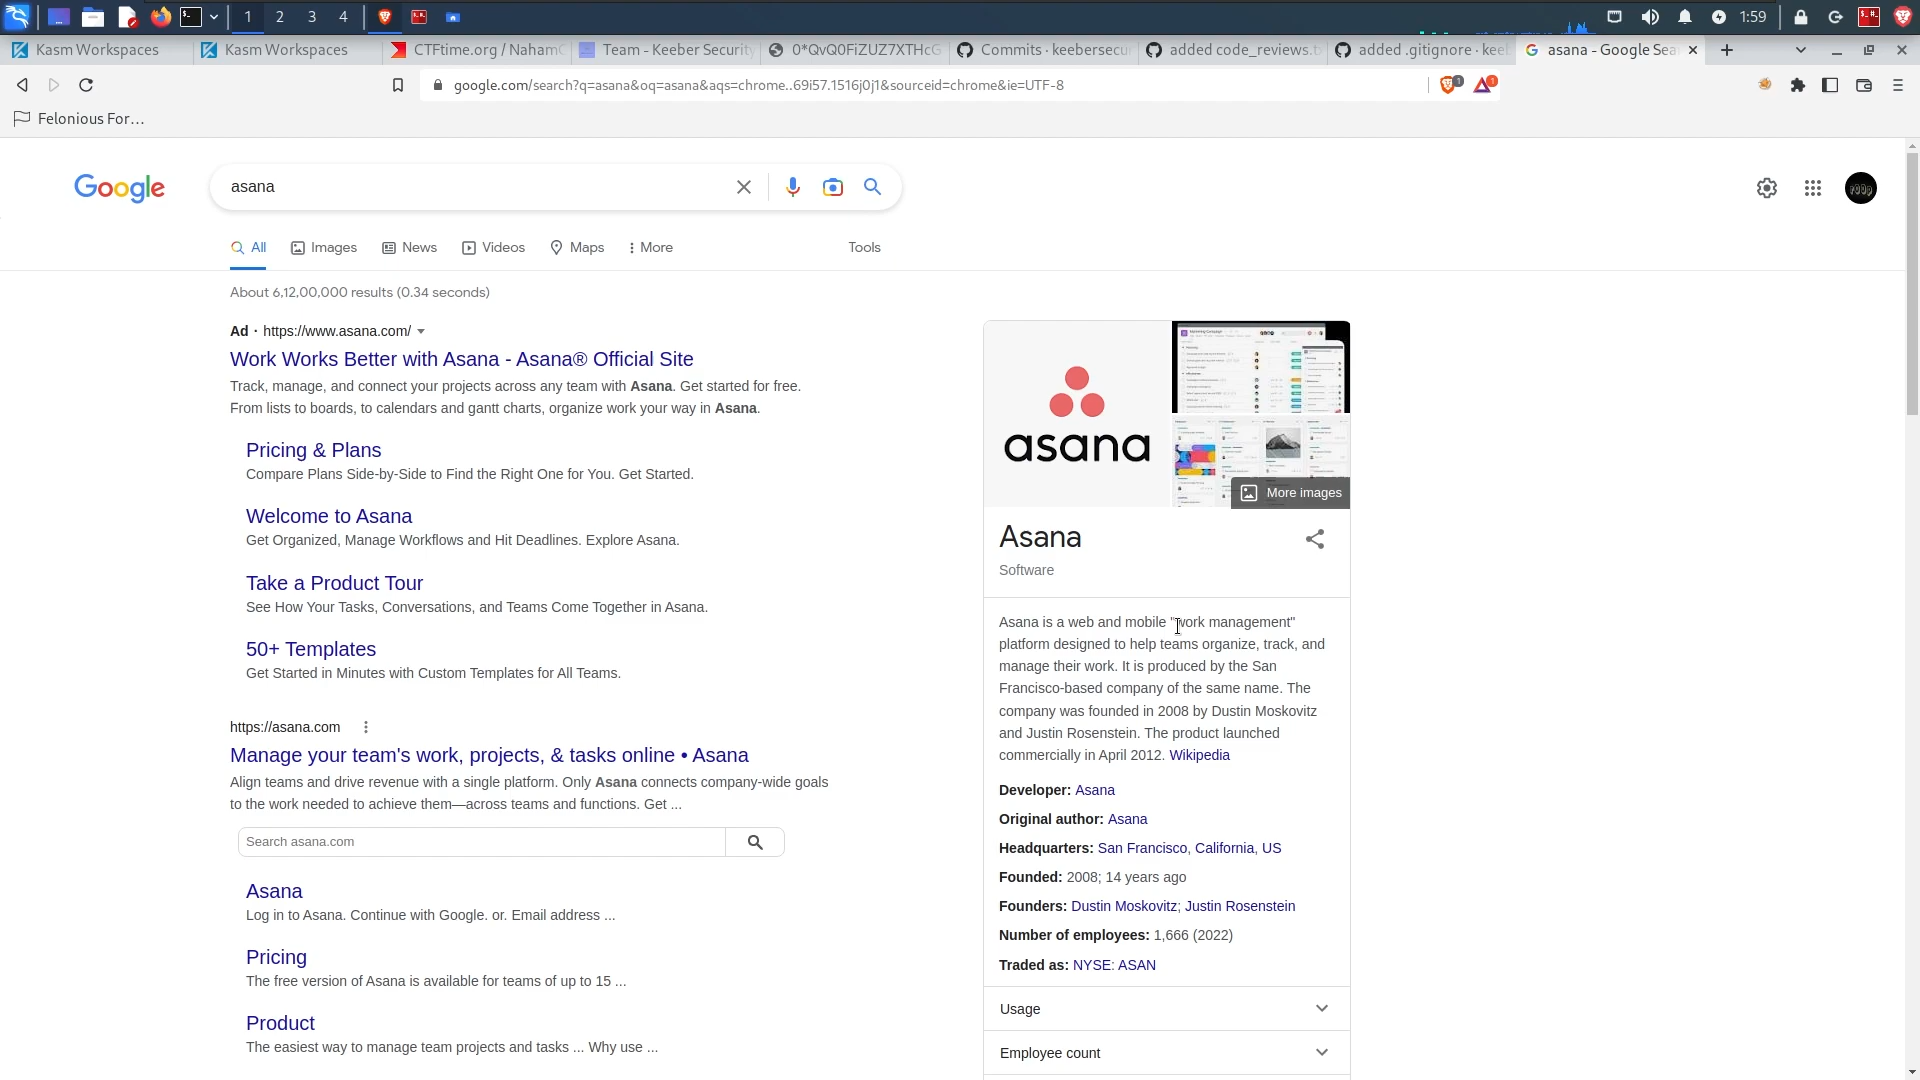 1 2 3 4 1:59
Kasm Workspaces Kasm Workspaces CTFtime.org / NahamC Team - Keeber Security 0*QvQ0FiZUZ7XTHcG Commits · keebersecu added code_reviews.t added .gitignore · keeb asana - Google Sea
google.com/search?q=asana&oq=asana&aqs=chrome..69i57.1516j0j1&sourceid=chrome&ie=UTF-8 1 1
Felonious For...
Google asana
All Images News Videos Maps More Tools
About 6,12,00,000 results (0.34 seconds)
Ad · https://www.asana.com/
Work Works Better with Asana - Asana® Official Site
Track, manage, and connect your projects across any team with Asana. Get started for free.
From lists to boards, to calendars and gantt charts, organize work your way in Asana.
Pricing & Plans
Compare Plans Side-by-Side to Find the Right One for You. Get Started.
Welcome to Asana
Get Organized, Manage Workflows and Hit Deadlines. Explore Asana.
Take a Product Tour
See How Your Tasks, Conversations, and Teams Come Together in Asana.
50+ Templates
Get Started in Minutes with Custom Templates for All Teams.
https://asana.com
Manage your team's work, projects, & tasks online • Asana
Align teams and drive revenue with a single platform. Only Asana connects company-wide goals
to the work needed to achieve them—across teams and functions. Get ...
Search asana.com
Asana
Log in to Asana. Continue with Google. or. Email address ...
Pricing
The free version of Asana is available for teams of up to 15 ...
Product
The easiest way to manage team projects and tasks ... Why use ...
asana
More images
Asana
Software
Asana is a web and mobile "work management"
platform designed to help teams organize, track, and
manage their work. It is produced by the San
Francisco-based company of the same name. The
company was founded in 2008 by Dustin Moskovitz
and Justin Rosenstein. The product launched
commercially in April 2012. Wikipedia
Developer: Asana
Original author: Asana
Headquarters: San Francisco, California, US
Founded: 2008; 14 years ago
Founders: Dustin Moskovitz; Justin Rosenstein
Number of employees: 1,666 (2022)
Traded as: NYSE: ASAN
Usage
Employee count